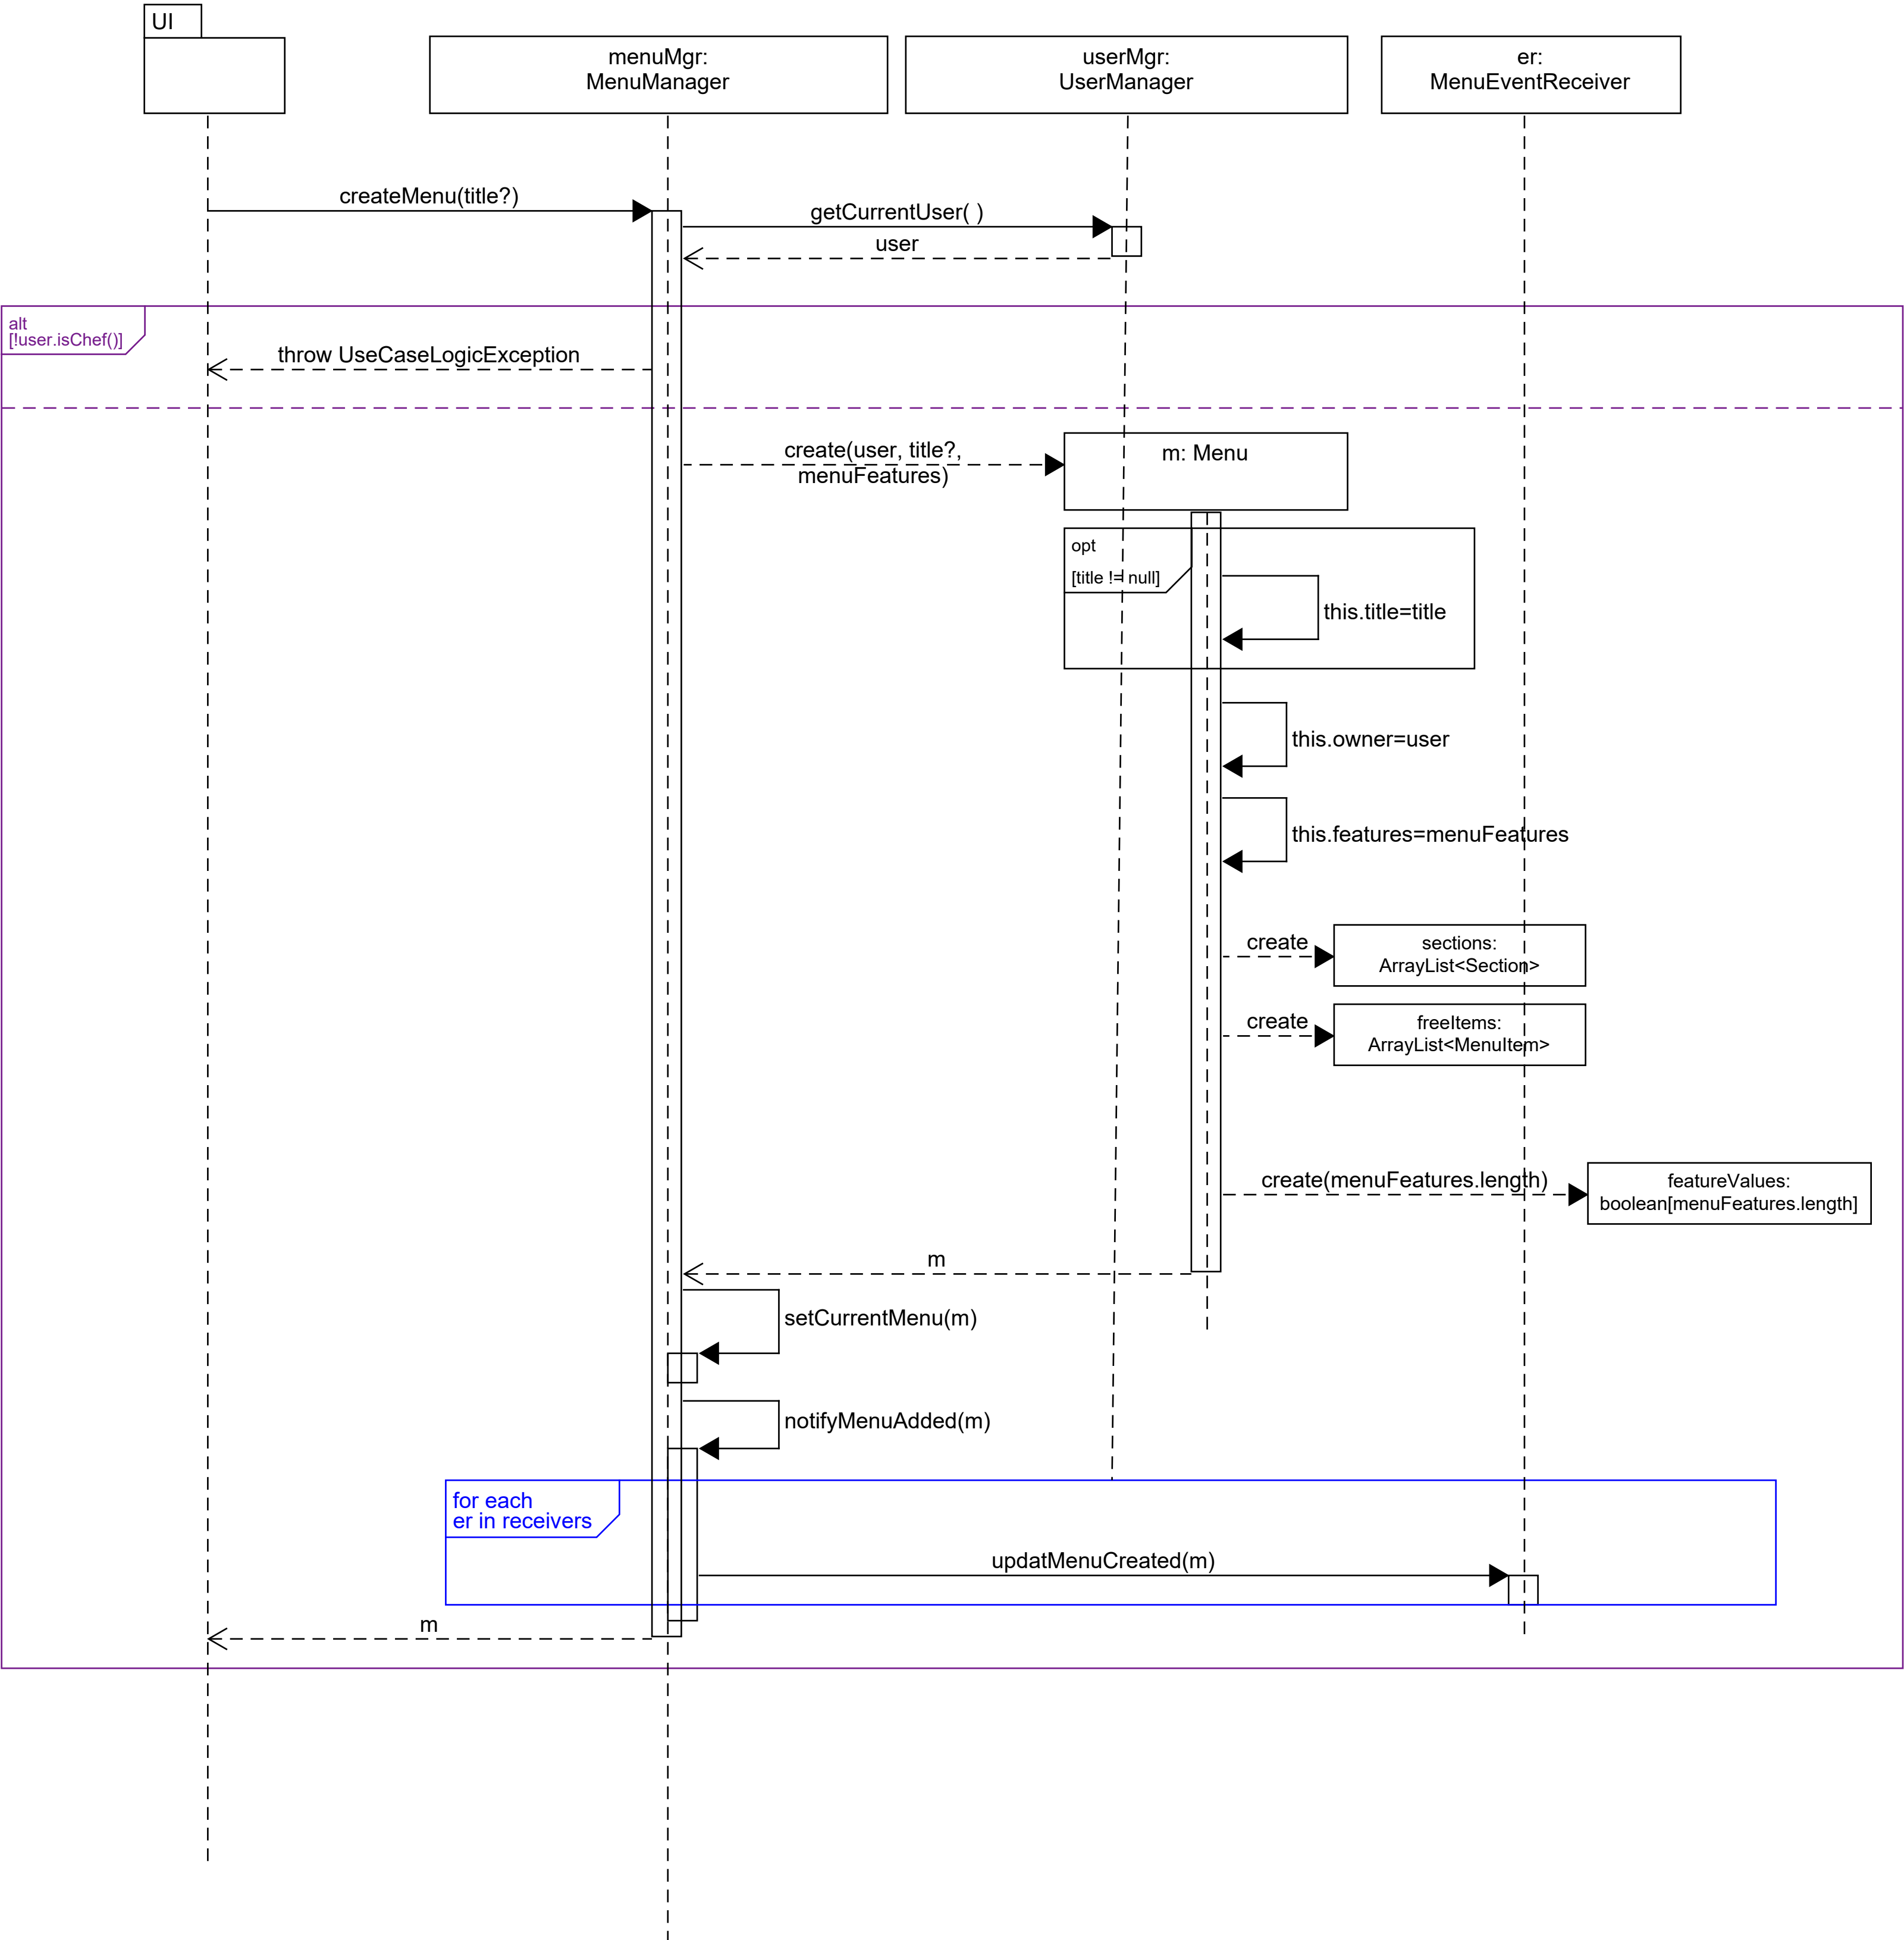 UI
menuMgr:
MenuManager
userMgr:
UserManager
er:
MenuEventReceiver
createMenu(title?)
getCurrentUser( )
user
alt
[!user.isChef()]
throw UseCaseLogicException
create(user, title?,
menuFeatures)
m: Menu
opt
[title != null]
this.title=title
this.owner=user
this.features=menuFeatures
create
sections:
ArrayList<Section>
create
freeItems:
ArrayList<MenuItem>
create(menuFeatures.length)
featureValues:
boolean[menuFeatures.length]
m
setCurrentMenu(m)
notifyMenuAdded(m)
for each
er in receivers
updatMenuCreated(m)
m